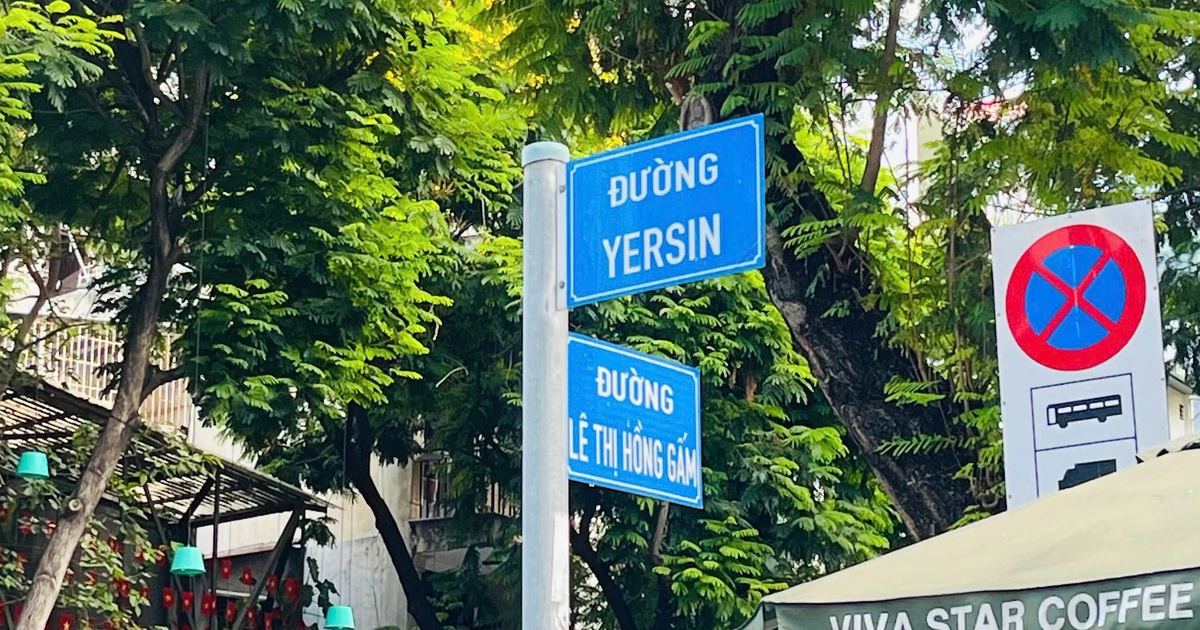 ĐƯỜNG
YERSIN
ĐƯỜNG
LÊ THỊ HỒNG GẤM
VIVA STAR COFFEE